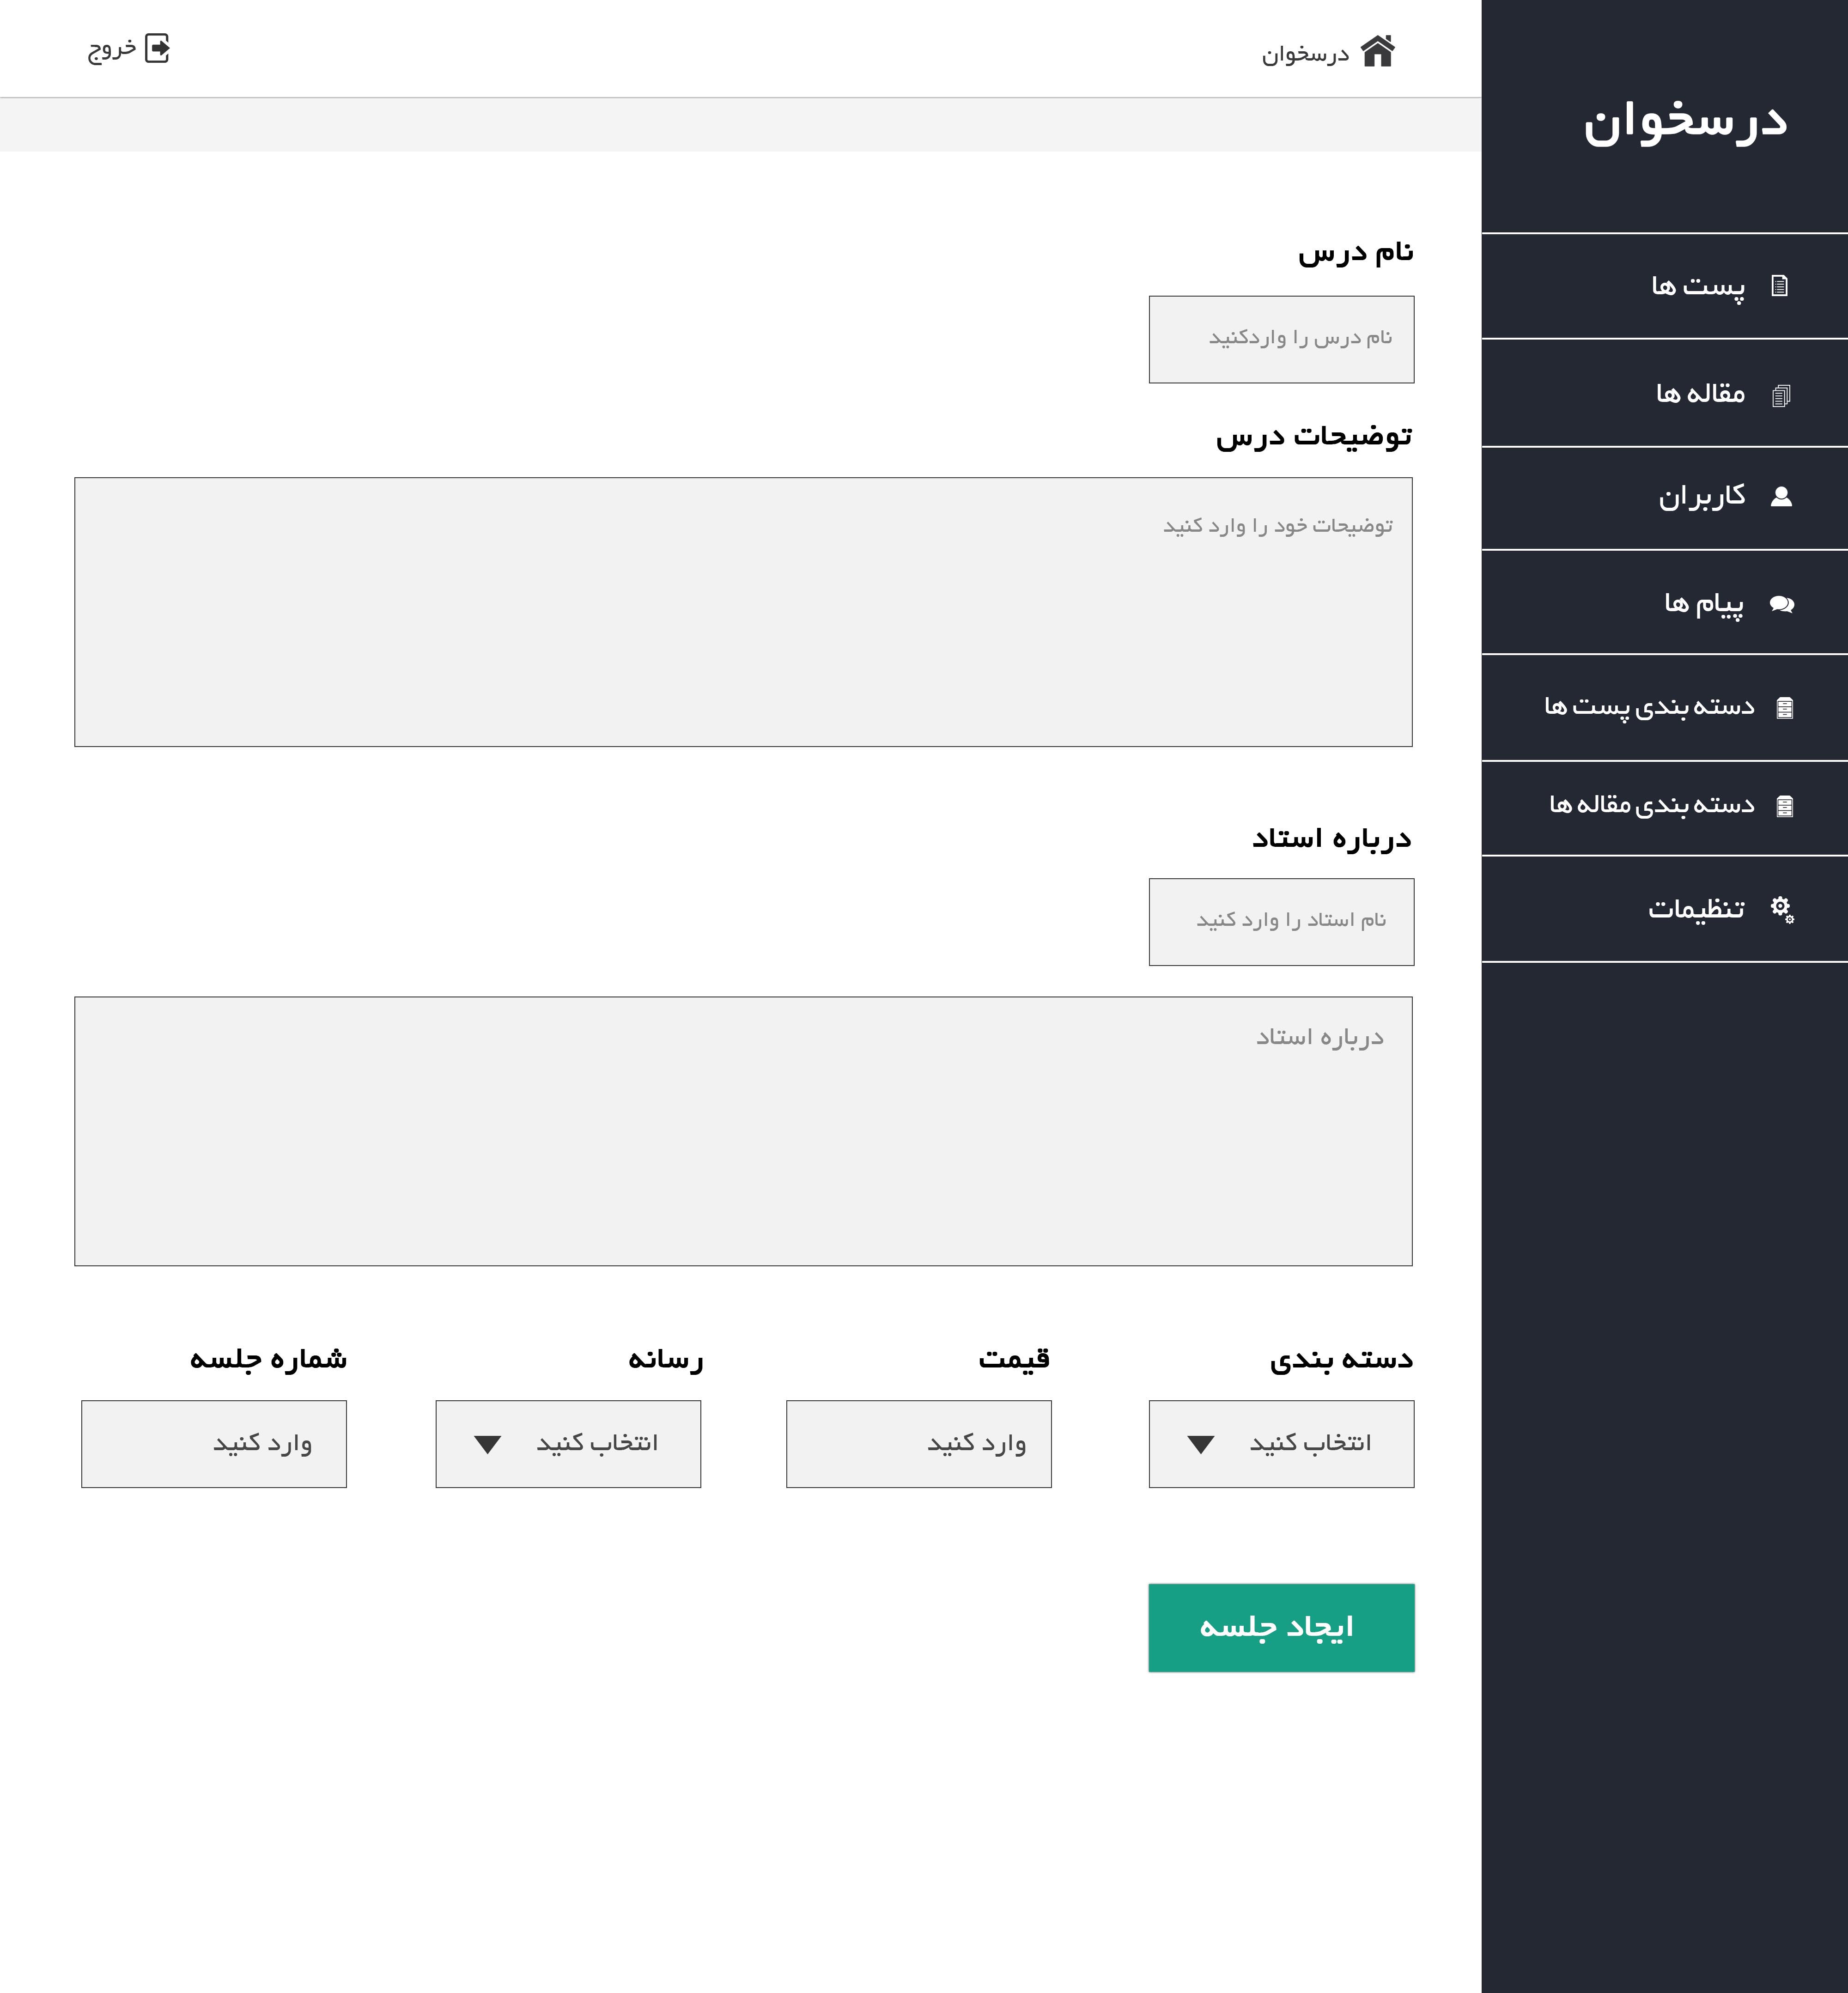 درسخوان
خروج
درسخوان
پست ها
مقاله ها
کاربران
پیام ها
دسته بندی پست ها
دسته بندی مقاله ها
تنظیمات
نام درس
نام درس را واردکنید
توضیحات درس
توضیحات خود را وارد کنید
درباره استاد
نام استاد را وارد کنید
درباره استاد
دسته بندی
قیمت
رسانه
شماره جلسه
انتخاب کنید
وارد کنید
انتخاب کنید
وارد کنید
ایجاد جلسه